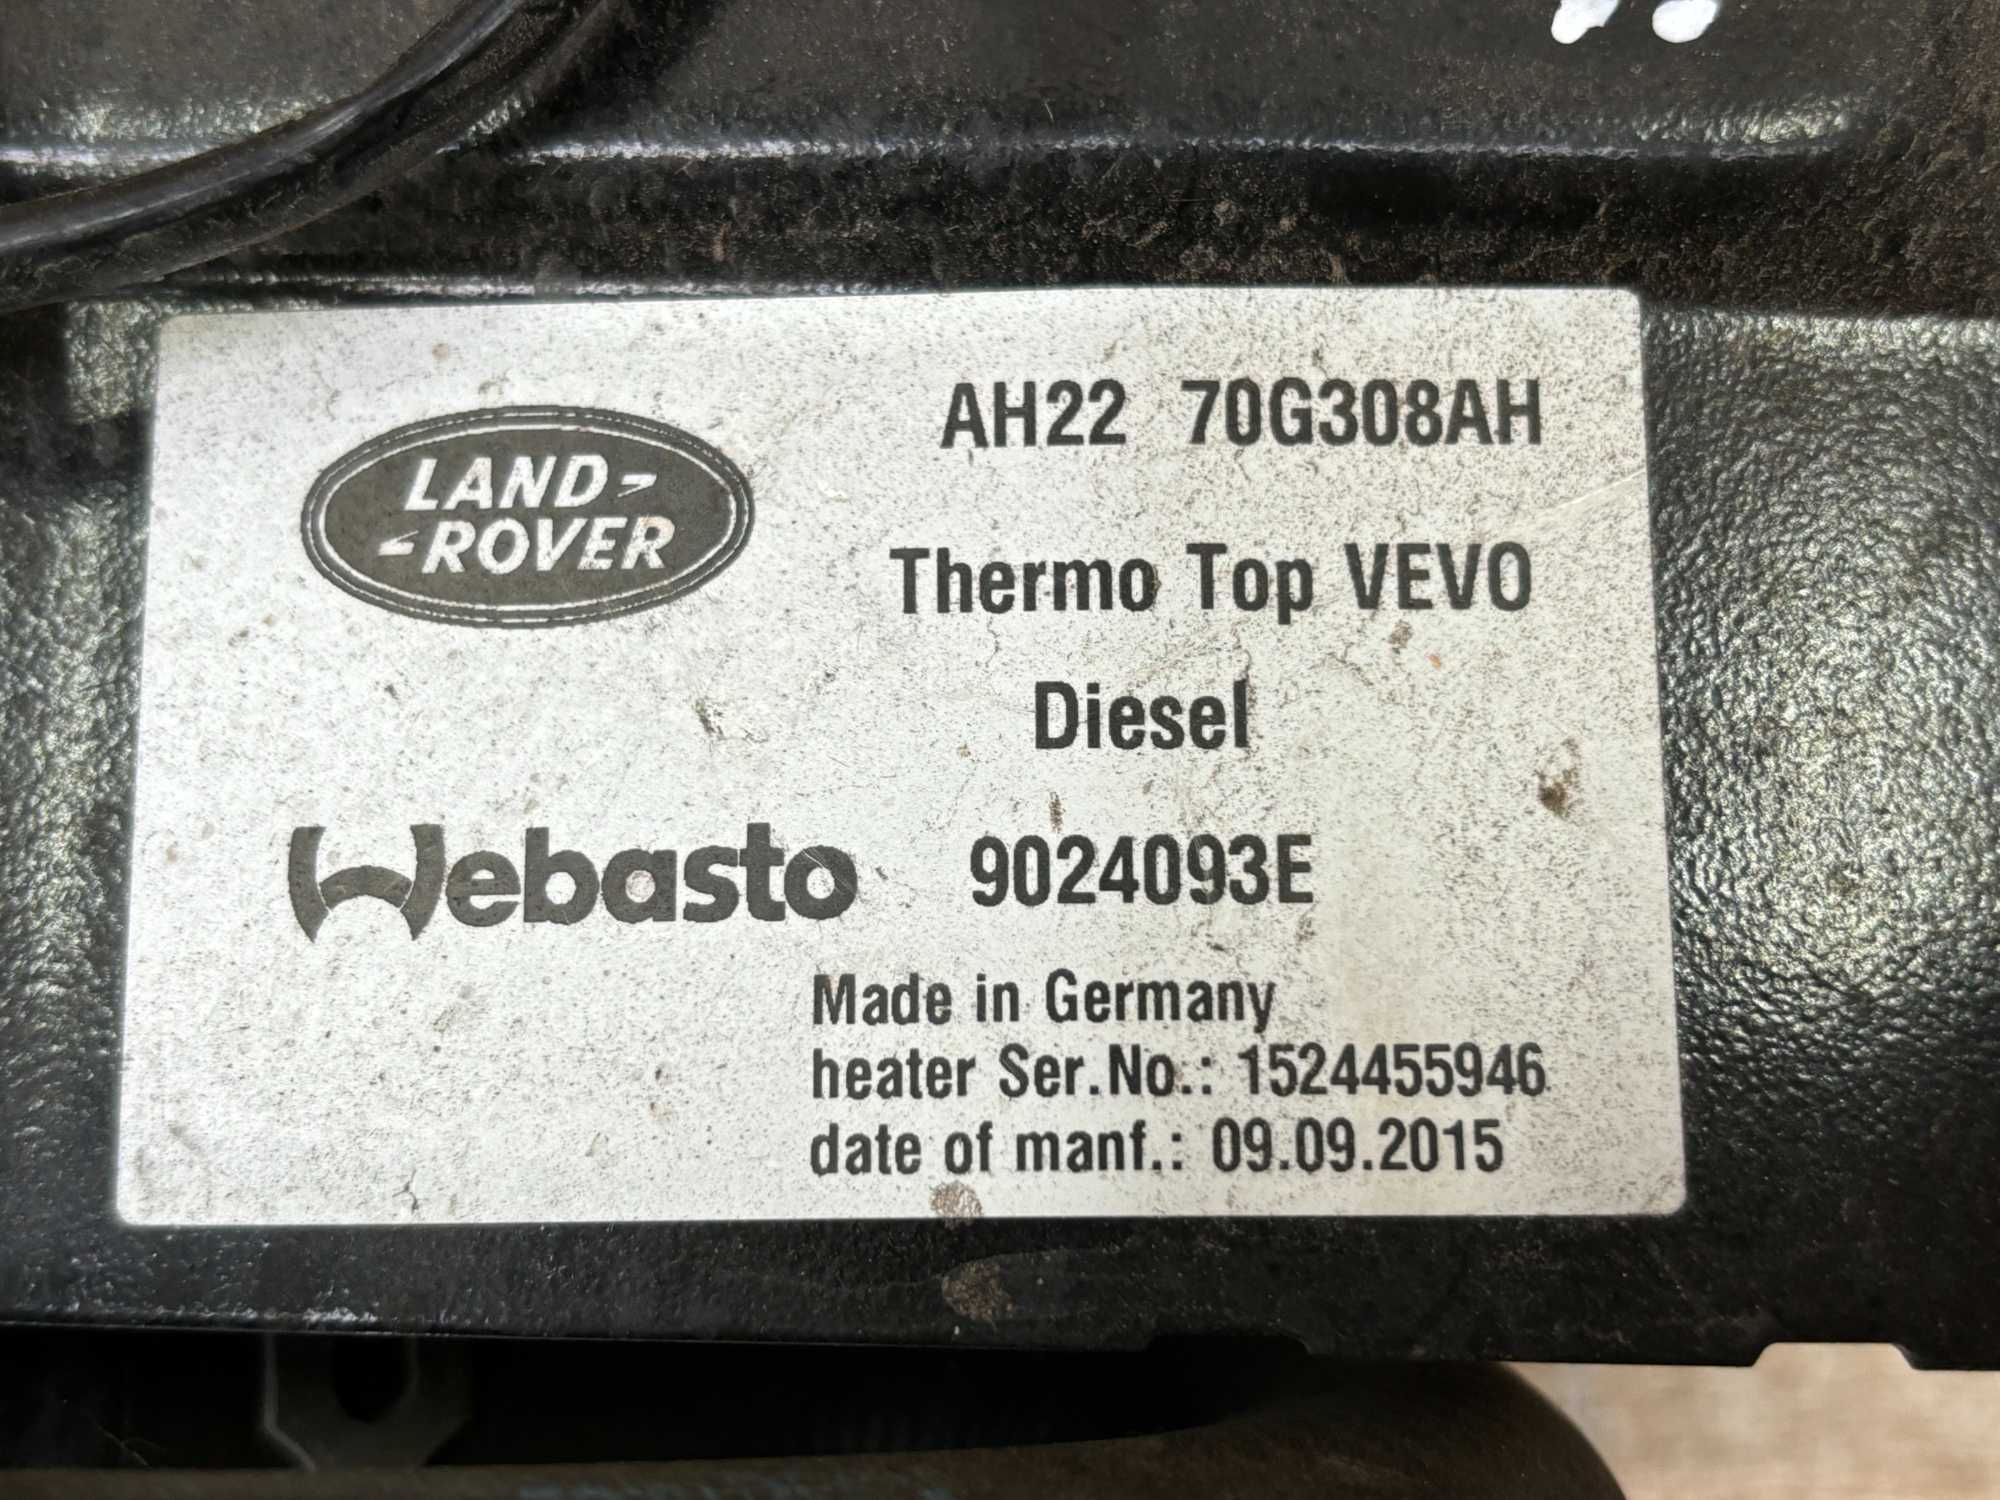 LAND-
-ROVER
AH22 70G308AH
Thermo Top VEVO
Diesel
Webasto 9024093E
Made in Germany
heater Ser.No.: 1524455946
date of manf.: 09.09.2015